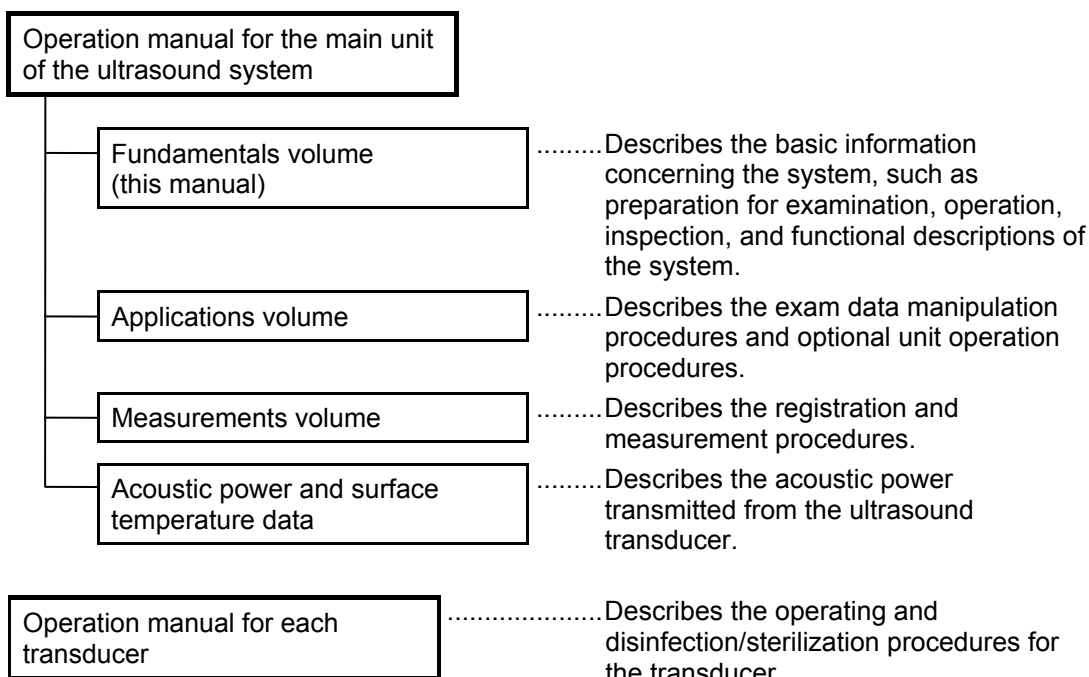 Operation manual for the main unit
of the ultrasound system
Fundamentals volume
(this manual)
.........Describes the basic information
concerning the system, such as
preparation for examination, operation,
inspection, and functional descriptions of
the system.
Applications volume
.........Describes the exam data manipulation
procedures and optional unit operation
procedures.
Measurements volume
.........Describes the registration and
measurement procedures.
Acoustic power and surface
temperature data
.........Describes the acoustic power
transmitted from the ultrasound
transducer.
Operation manual for each
transducer
.....................Describes the operating and
disinfection/sterilization procedures for
the transducer